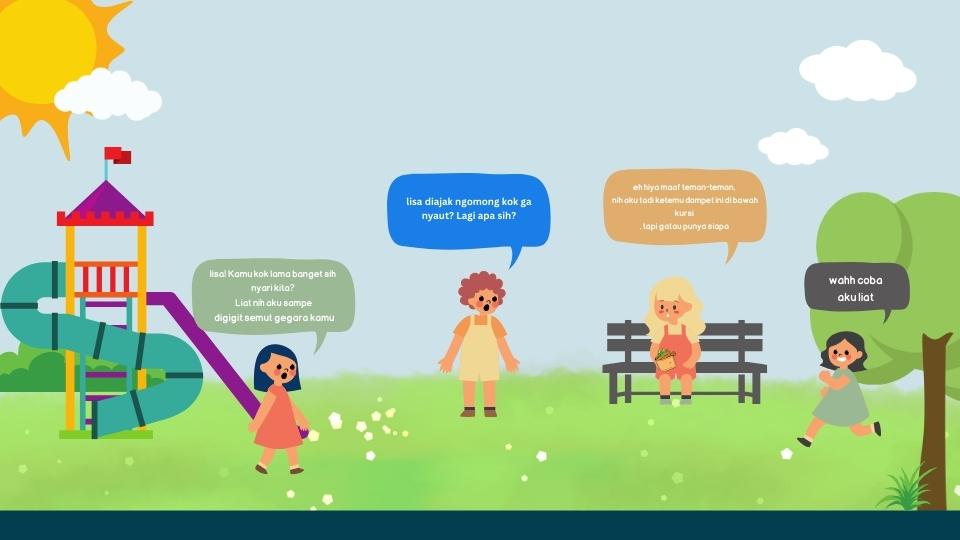 lisa! Kamu kok lama banget sih
nyari kita?
Liat nih aku sampe
digigit semut gegara kamu
lisa diajak ngomong kok ga
nyaut? Lagi apa sih?
eh hiya maaf teman-teman,
nih aku tadi ketemu dompet ini di bawah
kursi
, tapi gatau punya siapa
wahh coba
aku liat